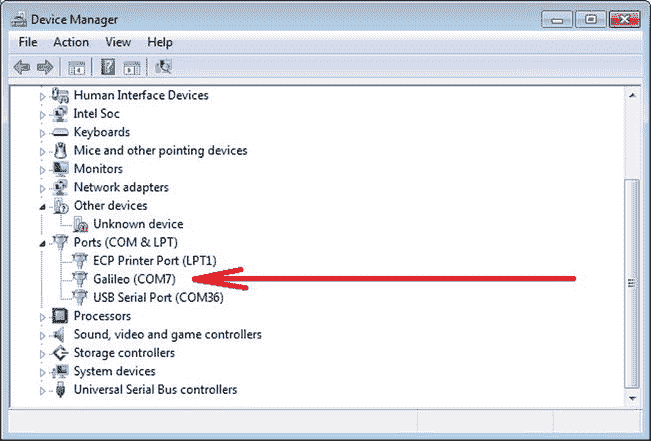 Device Manager
File Action View Help
Human Interface Devices
Intel Soc
Keyboards
Mice and other pointing devices
Monitors
Network adapters
Other devices
Unknown device
Ports (COM & LPT)
ECP Printer Port (LPT1)
Galileo (COM7)
USB Serial Port (COM36)
Processors
Sound, video and game controllers
Storage controllers
System devices
Universal Serial Bus controllers